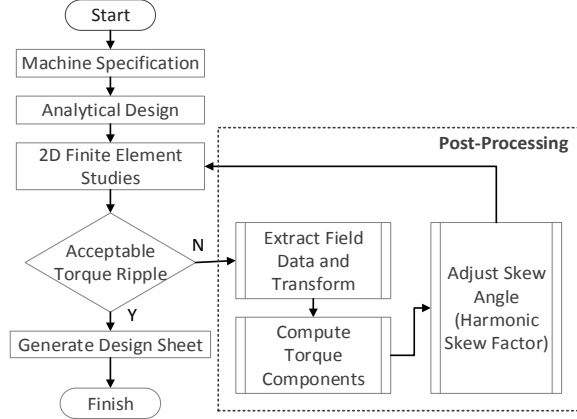 Start
Machine Specification
Analytical Design
2D Finite Element
Studies
Acceptable
Torque Ripple
N
Y
Generate Design Sheet
Finish
Post-Processing
Extract Field
Data and
Transform
Compute
Torque
Components
Adjust Skew
Angle
(Harmonic
Skew Factor)